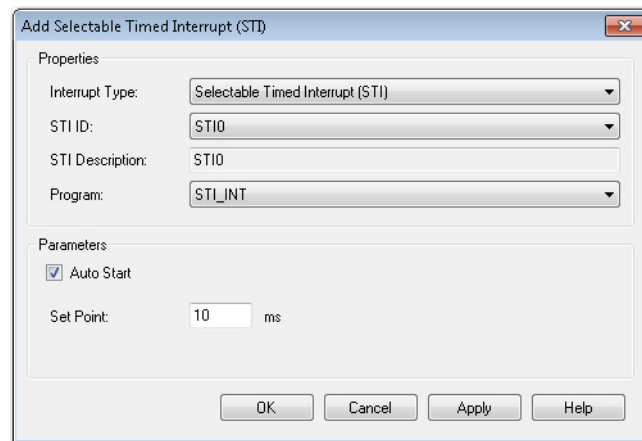 Add Selectable Timed Interrupt (STI)
Properties
Interrupt Type: Selectable Timed Interrupt (STI)
STI ID: STI0
STI Description: STI0
Program: STI_INT
Parameters
Auto Start
Set Point: 10 ms
OK Cancel Apply Help